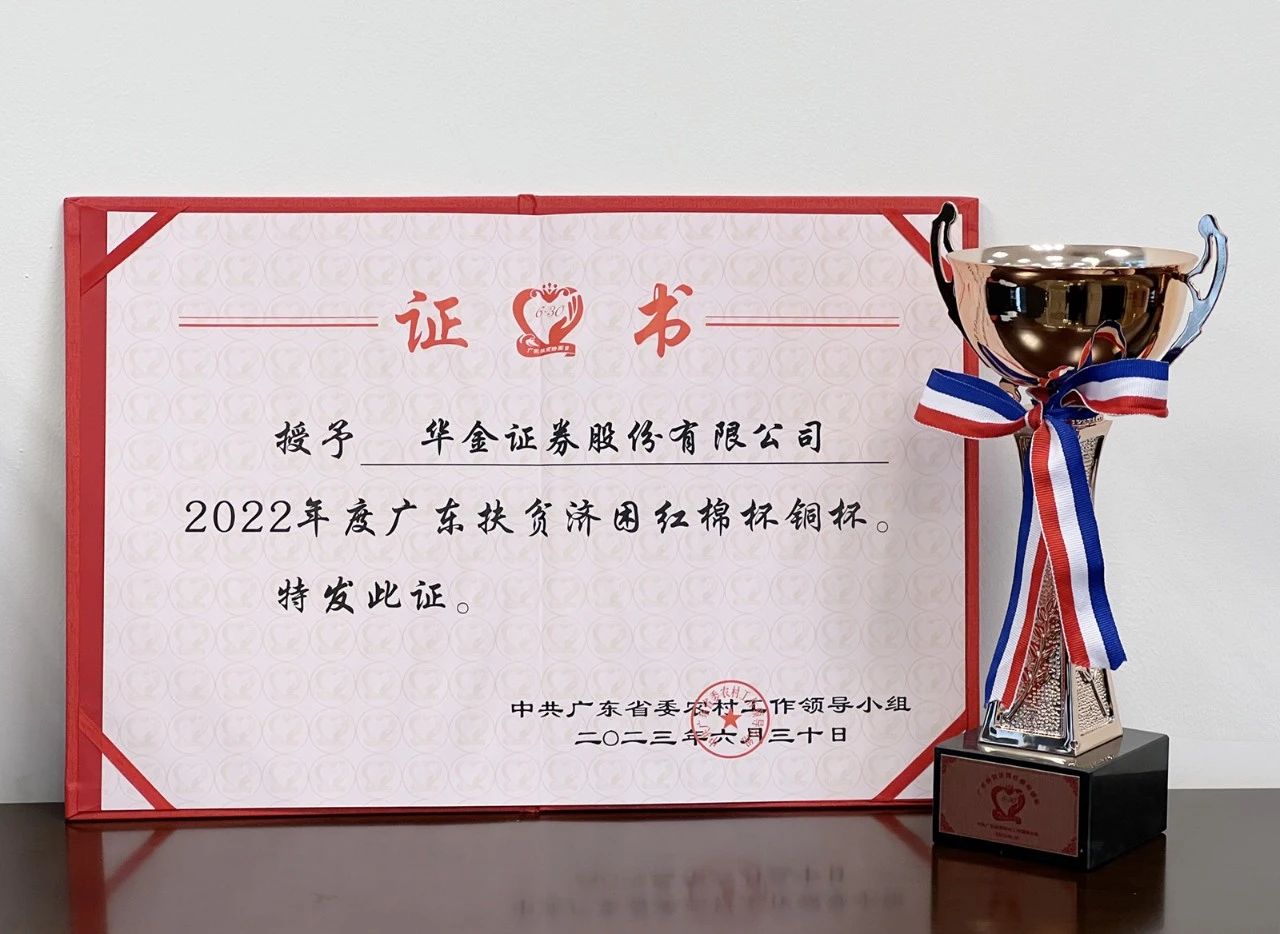 证 书
6·30
授予 华金证券股份有限公司
2022年度广东扶贫济困红棉杯铜杯。
特发此证。
中共广东省委农村工作领导小组
二〇二三年六月三十日